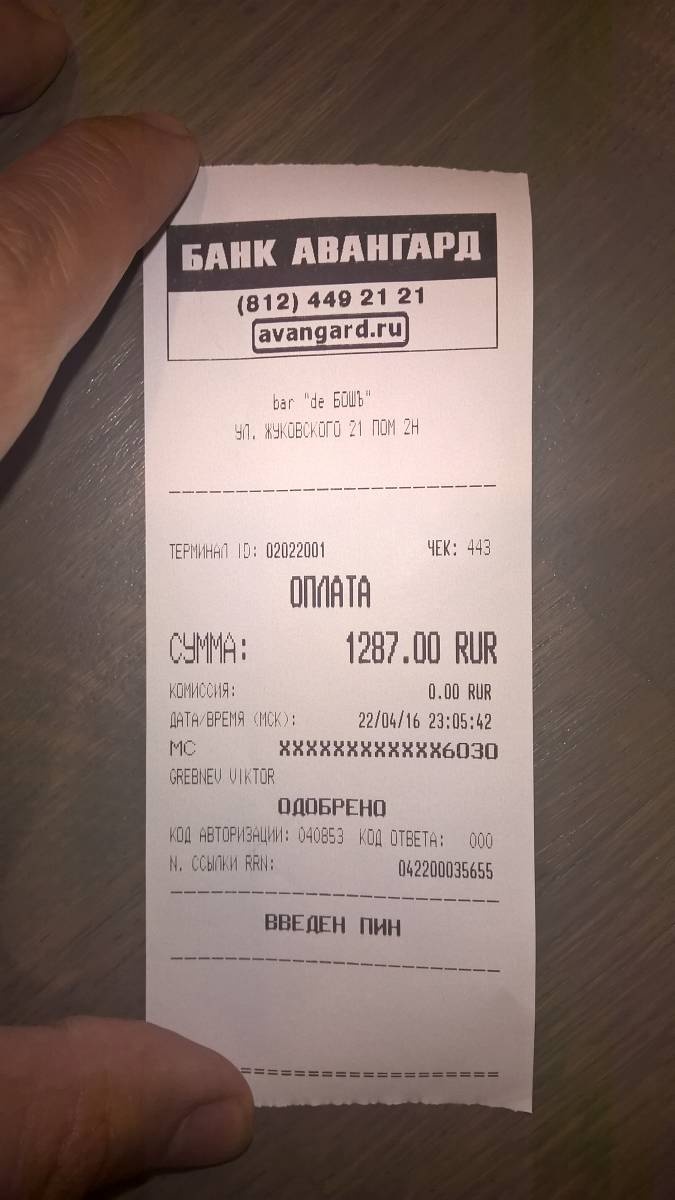 БАНК АВАНГАРД
(812) 449 21 21
avangard.ru
bar "de БОШЪ"
УЛ. ЖУКОВСКОГО 21 ПОМ 2Н
ТЕРМИНАЛ ID: 02022001 ЧЕК: 443
ОПЛАТА
СУММА: 1287.00 RUR
КОМИССИЯ: 0.00 RUR
ДАТА/ВРЕМЯ (МСК): 22/04/16 23:05:42
МС XXXXXXXXXXXX6030
GREBNEV VIKTOR
ОДОБРЕНО
КОД АВТОРИЗАЦИИ: 040853 КОД ОТВЕТА: 000
N. ССЫЛКИ RRN: 042200035655
ВВЕДЕН ПИН